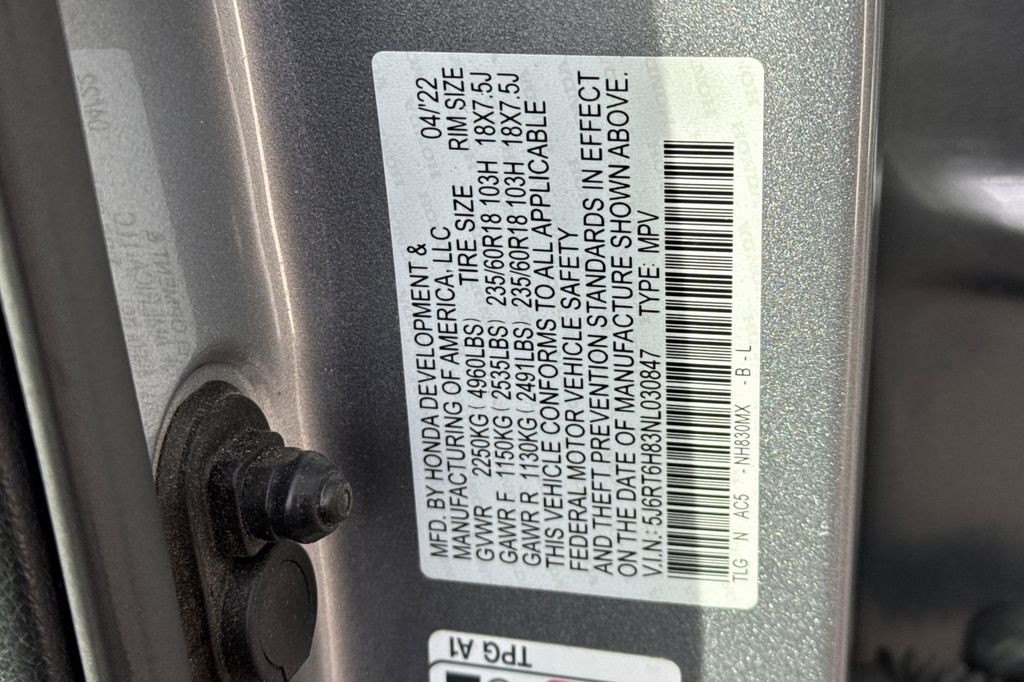 MFD. BY HONDA DEVELOPMENT & 04/'22
MANUFACTURING OF AMERICA, LLC
TIRE SIZE RIM SIZE
GVWR 2250KG ( 4960LBS)
GAWR F 1150KG ( 2535LBS) 235/60R18 103H 18X7.5J
GAWR R 1130KG ( 2491LBS) 235/60R18 103H 18X7.5J
THIS VEHICLE CONFORMS TO ALL APPLICABLE
FEDERAL MOTOR VEHICLE SAFETY
AND THEFT PREVENTION STANDARDS IN EFFECT
ON THE DATE OF MANUFACTURE SHOWN ABOVE.
V.I.N.: 5J6RT6H83NL030847 TYPE: MPV
TLG N AC5 - NH830MX - B - L
TPG A1